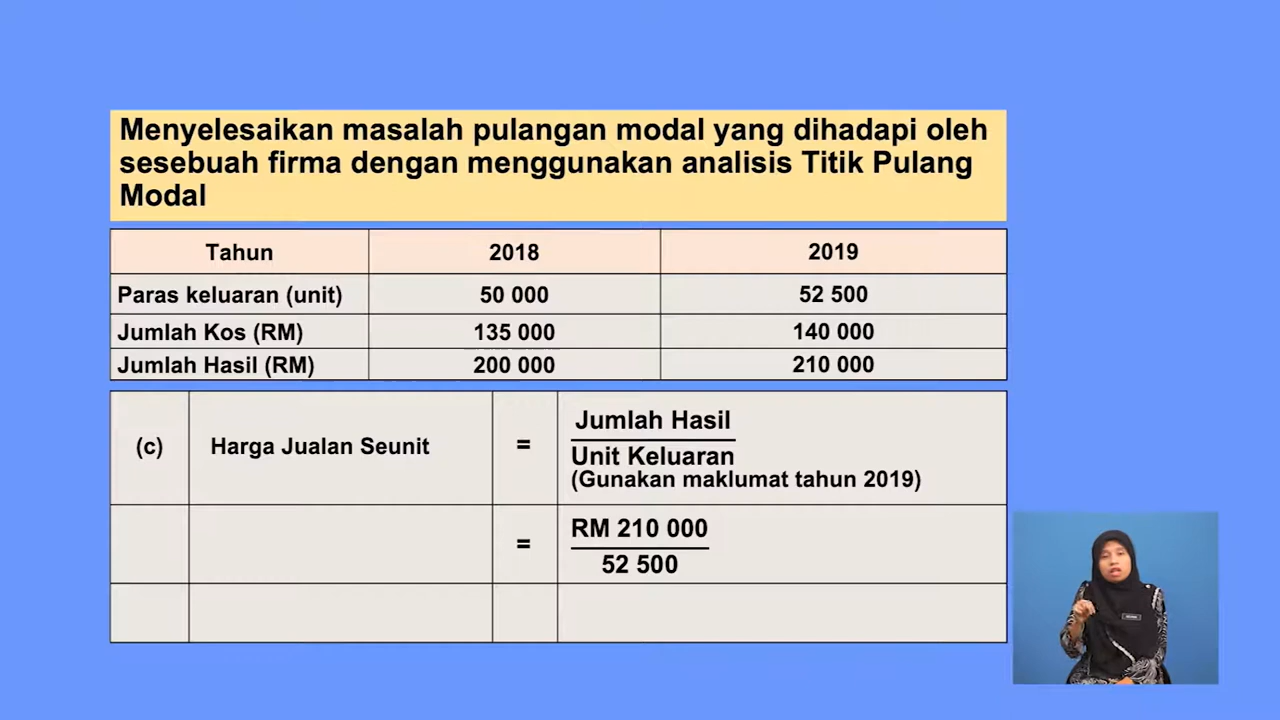 Menyelesaikan masalah pulangan modal yang dihadapi oleh
sesebuah firma dengan menggunakan analisis Titik Pulang
Modal
Tahun 2018 2019
Paras keluaran (unit) 50 000 52 500
Jumlah Kos (RM) 135 000 140 000
Jumlah Hasil (RM) 200 000 210 000
(c) Harga Jualan Seunit = Jumlah Hasil
Unit Keluaran
(Gunakan maklumat tahun 2019)
= RM 210 000
52 500